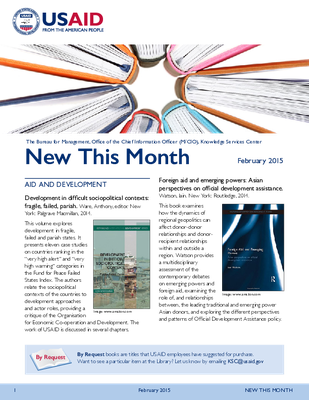 USAID
FROM THE AMERICAN PEOPLE
The Bureau for Management, Office of the Chief Information Officer (M/CIO), Knowledge Services Center
New This Month
February 2015
AID AND DEVELOPMENT
Development in difficult sociopolitical contexts:
fragile, failed, pariah. Ware, Anthony, editor. New
York: Palgrave Macmillan, 2014.
This volume explores
development in fragile,
failed and pariah states. It
presents eleven case studies
on countries ranking in the
"very high alert" and "very
high warning" categories in
the Fund for Peace Failed
States Index. The authors
relate the sociopolitical
contexts of the countries to
development approaches
and actor roles, providing a
critique of the Organisation
for Economic Co-operation and Development. The
work of USAID is discussed in several chapters.
Foreign aid and emerging powers: Asian
perspectives on official development assistance.
Watson, Iain. New York: Routledge, 2014.
This book examines
how the dynamics of
regional geopolitics can
affect donor-donor
relationships and donor-
recipient relationships
within and outside a
region. Watson provides
a multidisciplinary
assessment of the
contemporary debates
on emerging powers and
foreign aid, examining the
role of, and relationships
between, the leading traditional and emerging power
Asian donors, and exploring the different perspectives
and patterns of Official Development Assistance policy.
By Request
By Request books are titles that USAID employees have suggested for purchase.
Want to see a particular item at the Library? Let us know by emailing KSC@usaid.gov
1
February 2015
NEW THIS MONTH